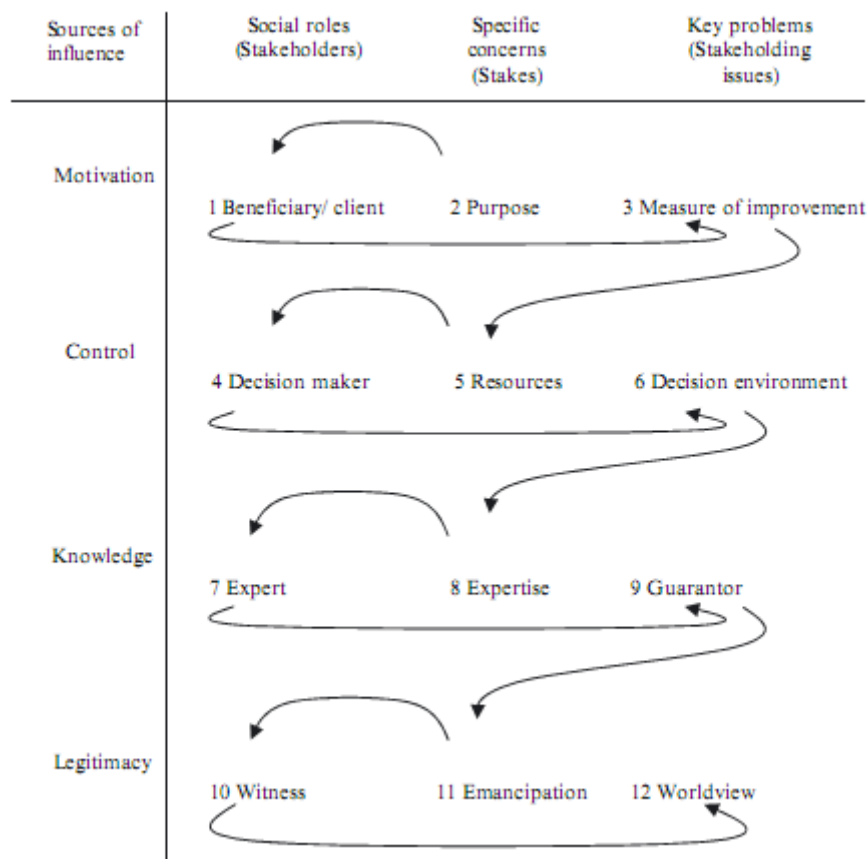 Sources of influence
Social roles (Stakeholders)
Specific concerns (Stakes)
Key problems (Stakeholding issues)
Motivation
1 Beneficiary/ client
2 Purpose
3 Measure of improvement
Control
4 Decision maker
5 Resources
6 Decision environment
Knowledge
7 Expert
8 Expertise
9 Guarantor
Legitimacy
10 Witness
11 Emancipation
12 Worldview